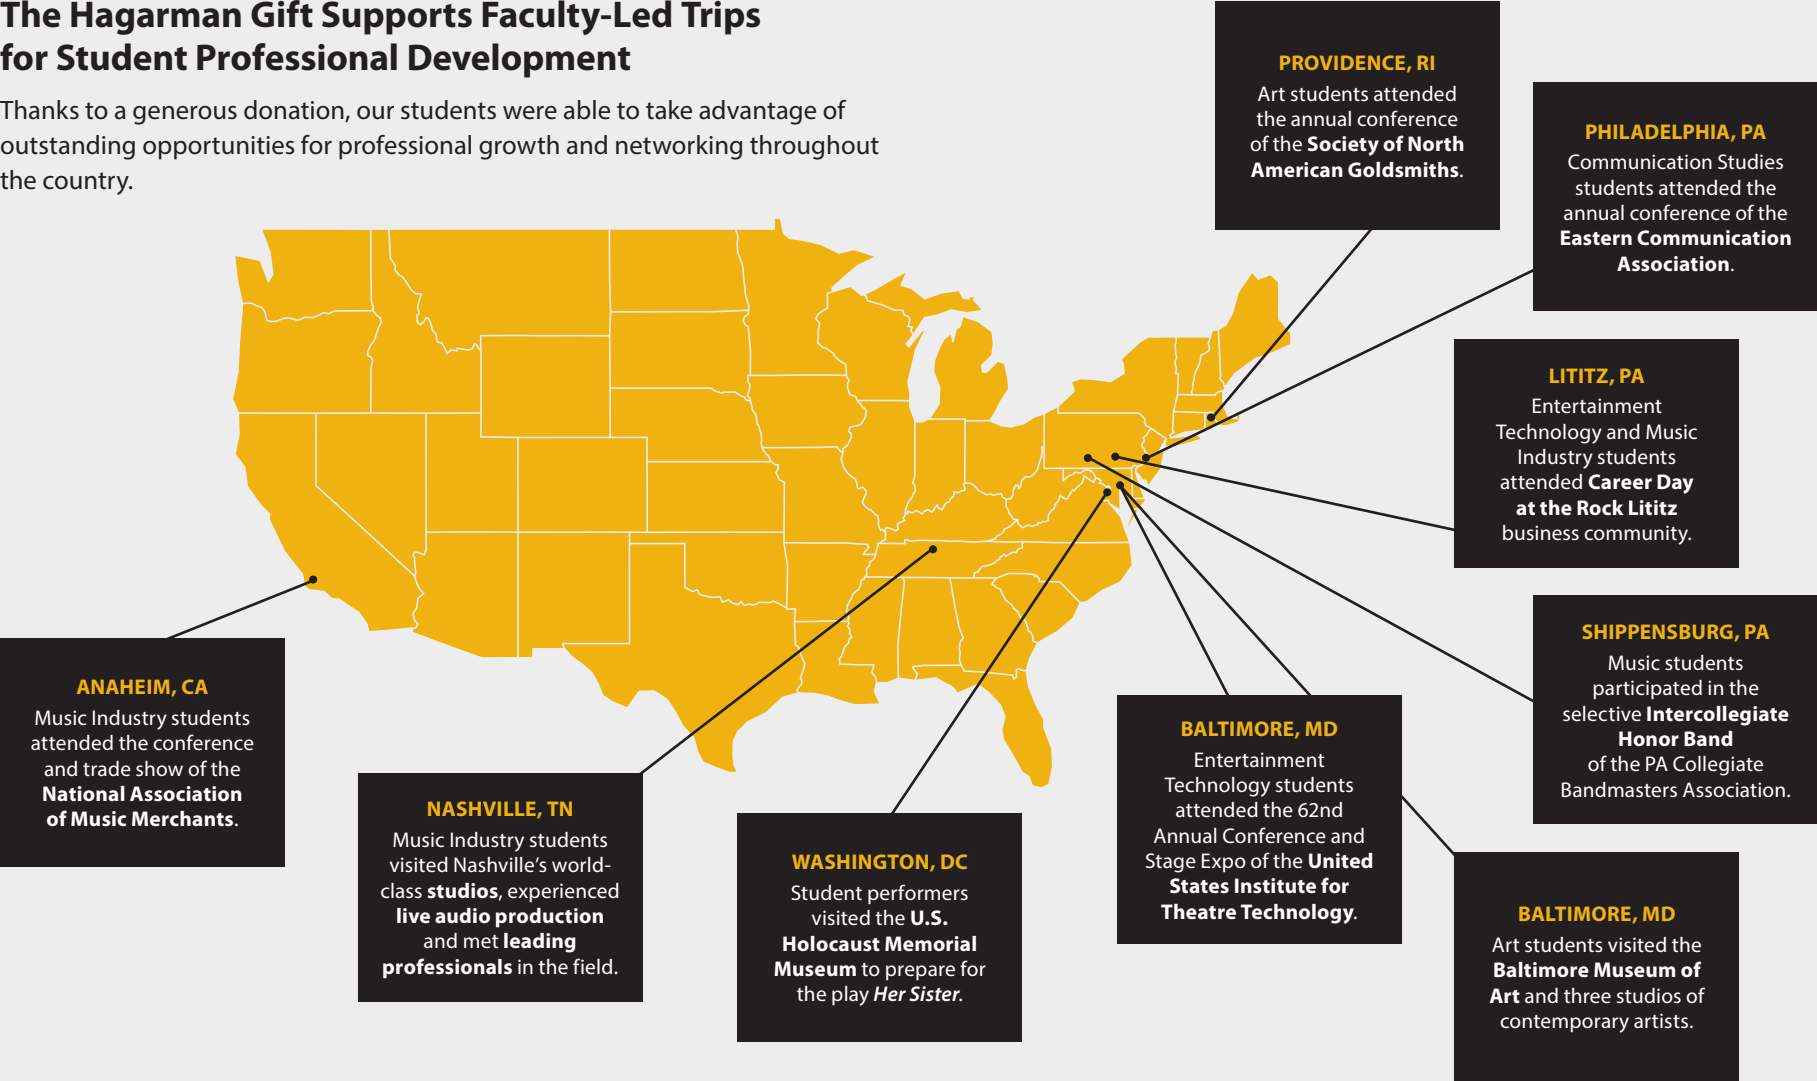 The Hagarman Gift Supports Faculty-Led Trips
for Student Professional Development
Thanks to a generous donation, our students were able to take advantage of
outstanding opportunities for professional growth and networking throughout
the country.
PROVIDENCE, RI
Art students attended
the annual conference
of the Society of North
American Goldsmiths.
PHILADELPHIA, PA
Communication Studies
students attended the
annual conference of the
Eastern Communication
Association.
LITITZ, PA
Entertainment
Technology and Music
Industry students
attended Career Day
at the Rock Lititz
business community.
SHIPPENSBURG, PA
Music students
participated in the
selective Intercollegiate
Honor Band
of the PA Collegiate
Bandmasters Association.
ANAHEIM, CA
Music Industry students
attended the conference
and trade show of the
National Association
of Music Merchants.
NASHVILLE, TN
Music Industry students
visited Nashville’s world-
class studios, experienced
live audio production
and met leading
professionals in the field.
WASHINGTON, DC
Student performers
visited the U.S.
Holocaust Memorial
Museum to prepare for
the play Her Sister.
BALTIMORE, MD
Entertainment
Technology students
attended the 62nd
Annual Conference and
Stage Expo of the United
States Institute for
Theatre Technology.
BALTIMORE, MD
Art students visited the
Baltimore Museum of
Art and three studios of
contemporary artists.